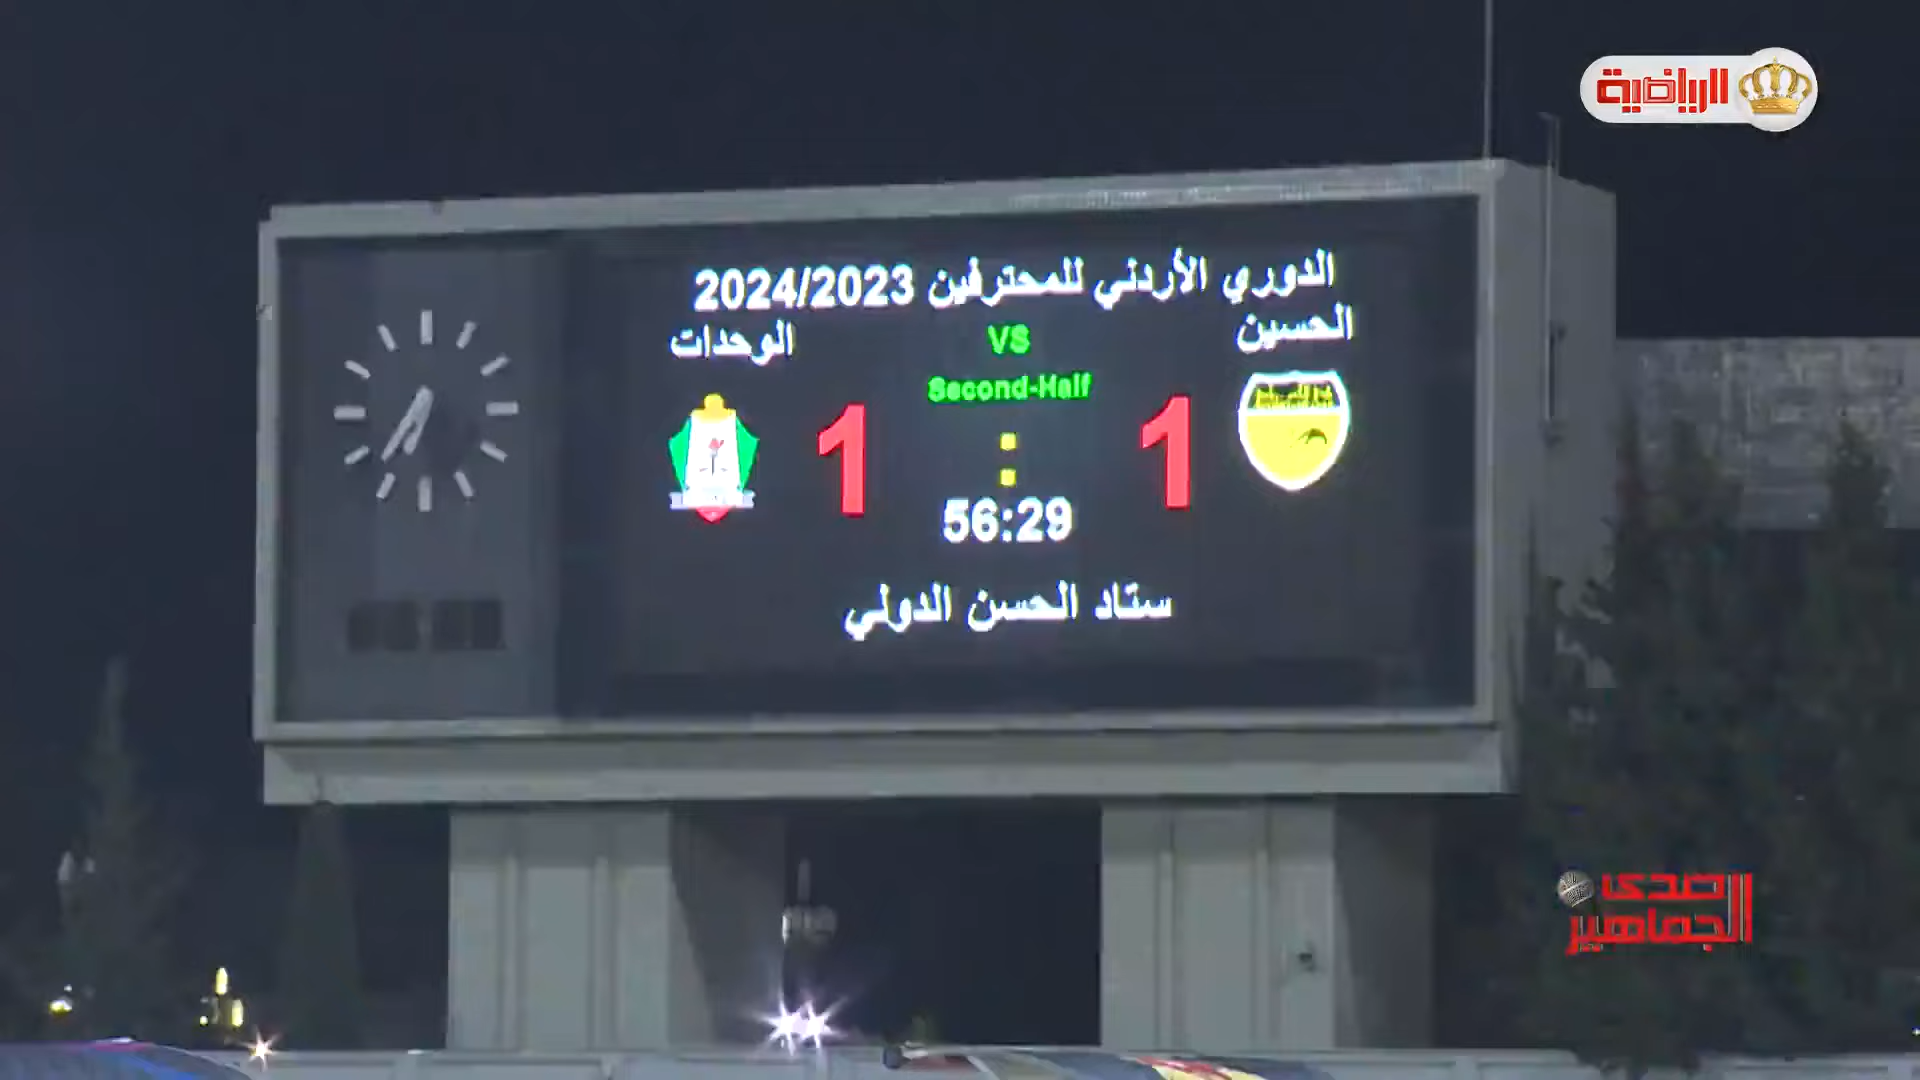 الرياضية
الدوري الأردني للمحترفين 2024/2023
الحسين VS الوحدات
Second-Half
1 : 1
56:29
ستاد الحسن الدولي
صدى
الجماهير